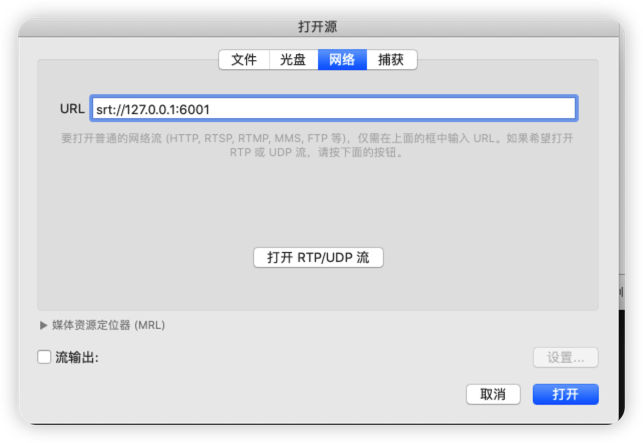 打开源
文件 光盘 网络 捕获
URL srt://127.0.0.1:6001
要打开普通的网络流 (HTTP, RTSP, RTMP, MMS, FTP 等)，仅需在上面的框中输入 URL。如果希望打开
RTP 或 UDP 流，请按下面的按钮。
打开 RTP/UDP 流
媒体资源定位器 (MRL)
流输出:
设置...
取消 打开